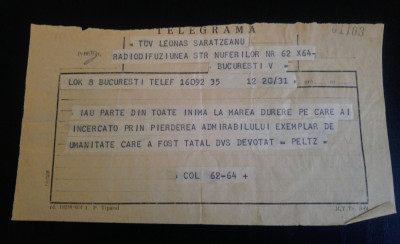 TELEGRAMA
01103
= TOV LEONAS SARATZEANU
RADIODIFUZIUNEA STR NUFERILOR NR 62 X64-
BUCURESTI V =
LOK B BUCURESTI TELF 16092 35 12 20/31 =
= IAU PARTE DIN TOATE INIMA LA MAREA DURERE PE CARE AI
INCERCATO PRIN PIERDEREA ADMIRABILULUI EXEMPLAR DE
UMANITATE CARE A FOST TATAL DVS DEVOTAT = PELTZ =
COL 62-64 +